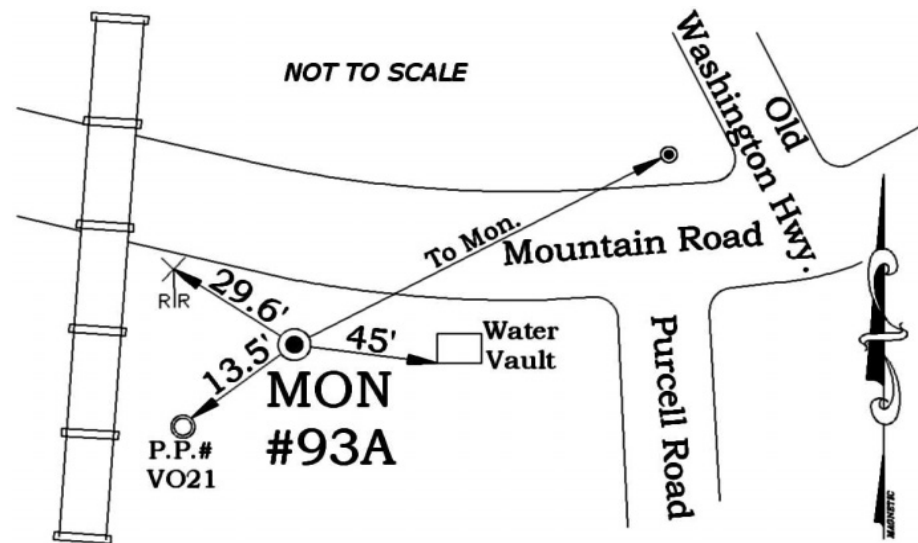 NOT TO SCALE
Washington Hwy.
Old
To Mon.
Mountain Road
R R
29.6'
45'
13.5'
Water
Vault
MON
#93A
P.P.#
VO21
Purcell Road
MAGNETIC